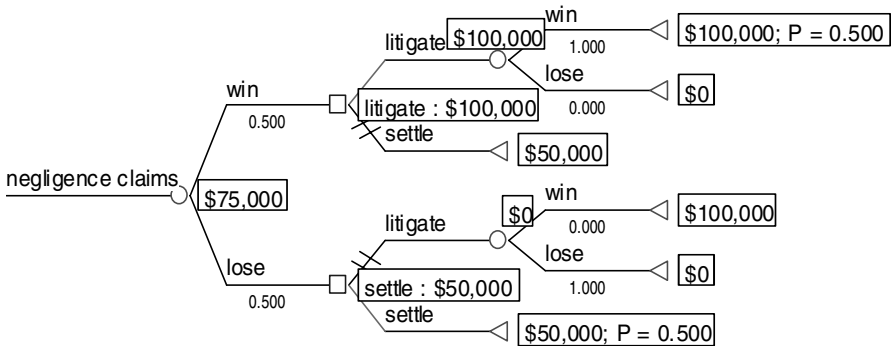 win
litigate
$100,000
1.000
$100,000; P = 0.500
lose
win
0.000
$0
0.500
litigate : $100,000
settle
$50,000
negligence claims
$75,000
win
$0
litigate
0.000
$100,000
lose
lose
1.000
$0
0.500
settle : $50,000
settle
$50,000; P = 0.500